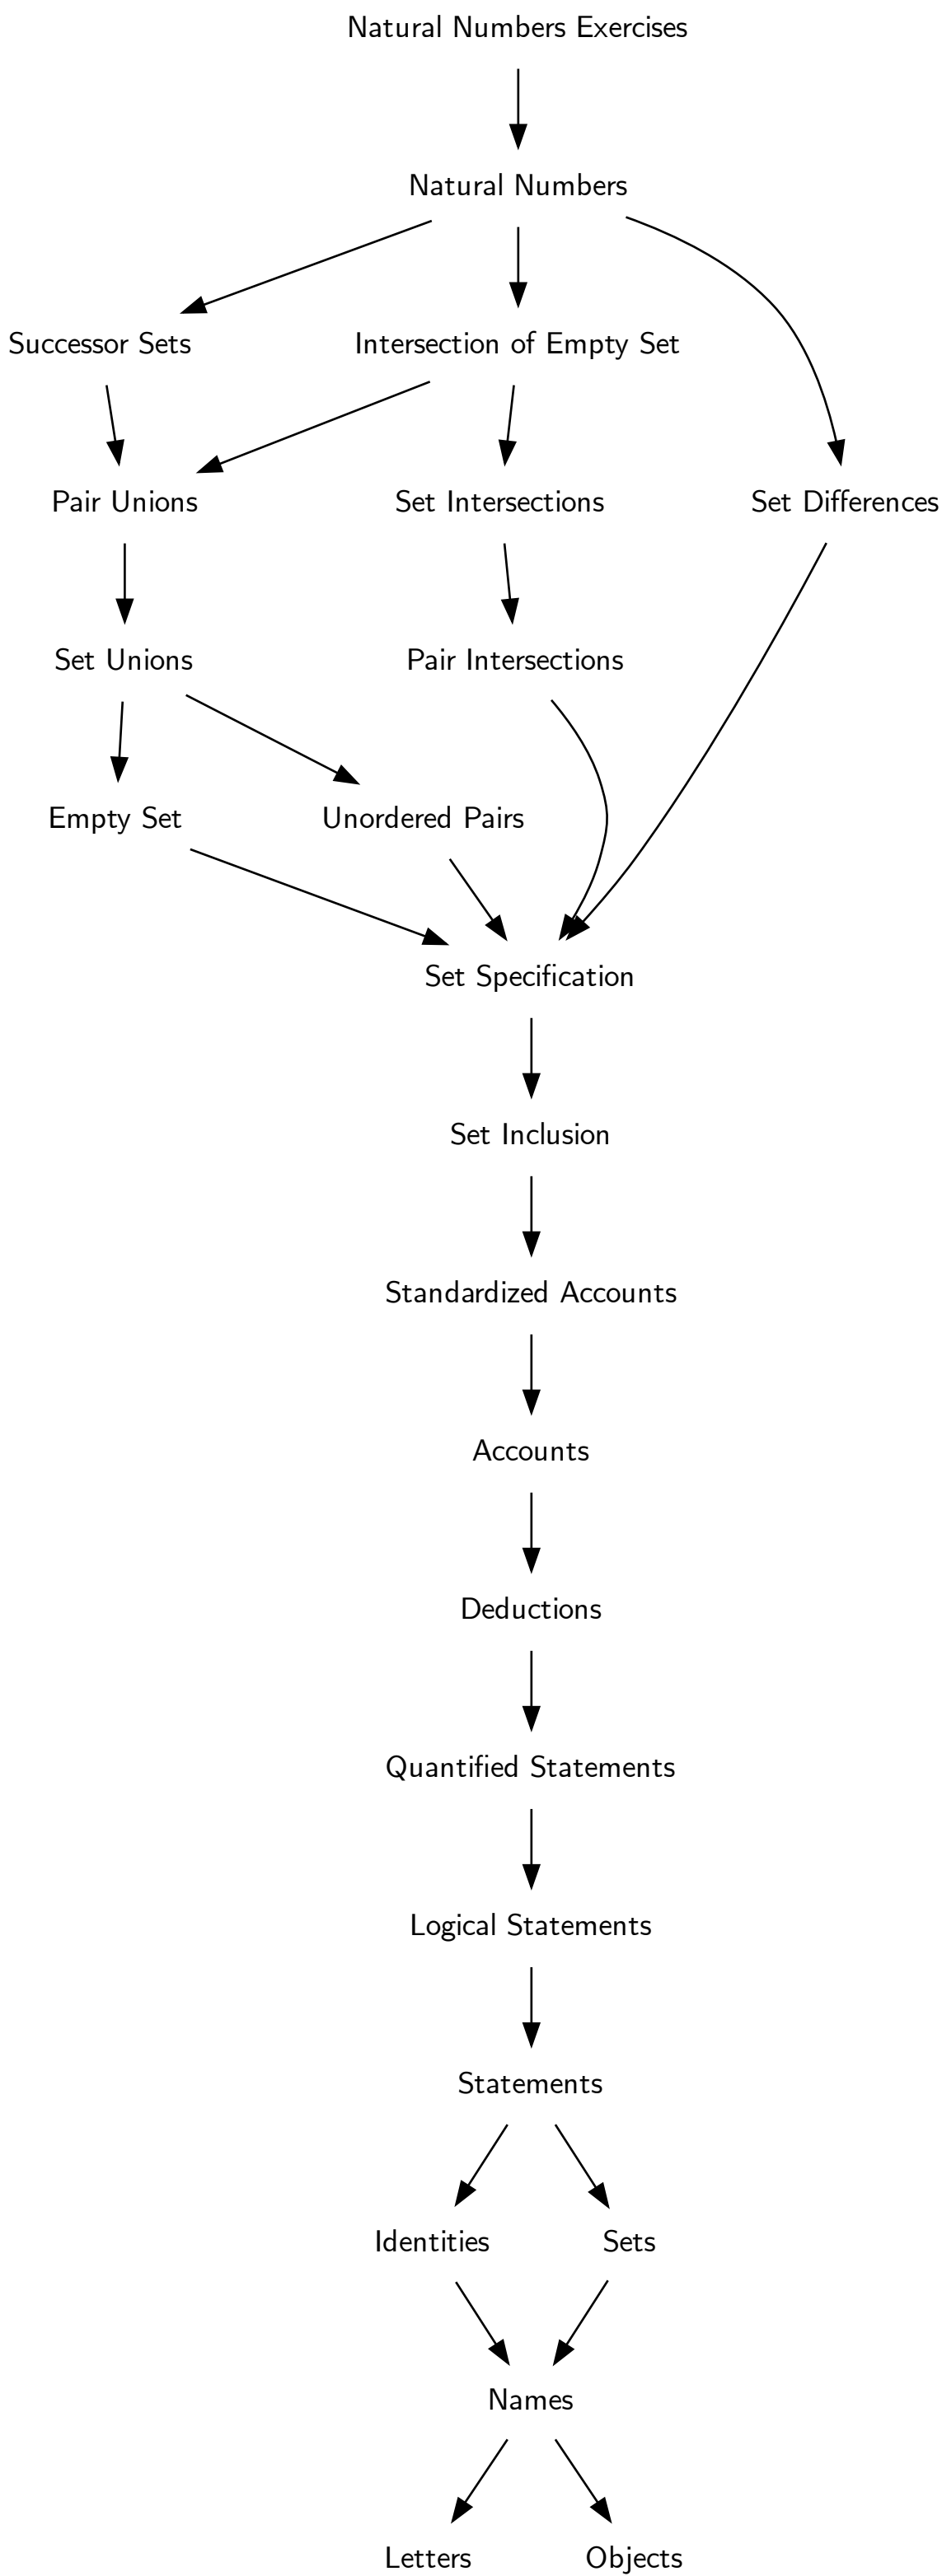 Natural Numbers Exercises
Natural Numbers
Successor Sets
Intersection of Empty Set
Pair Unions
Set Intersections
Set Differences
Set Unions
Pair Intersections
Empty Set
Unordered Pairs
Set Specification
Set Inclusion
Standardized Accounts
Accounts
Deductions
Quantified Statements
Logical Statements
Statements
Identities
Sets
Names
Letters
Objects